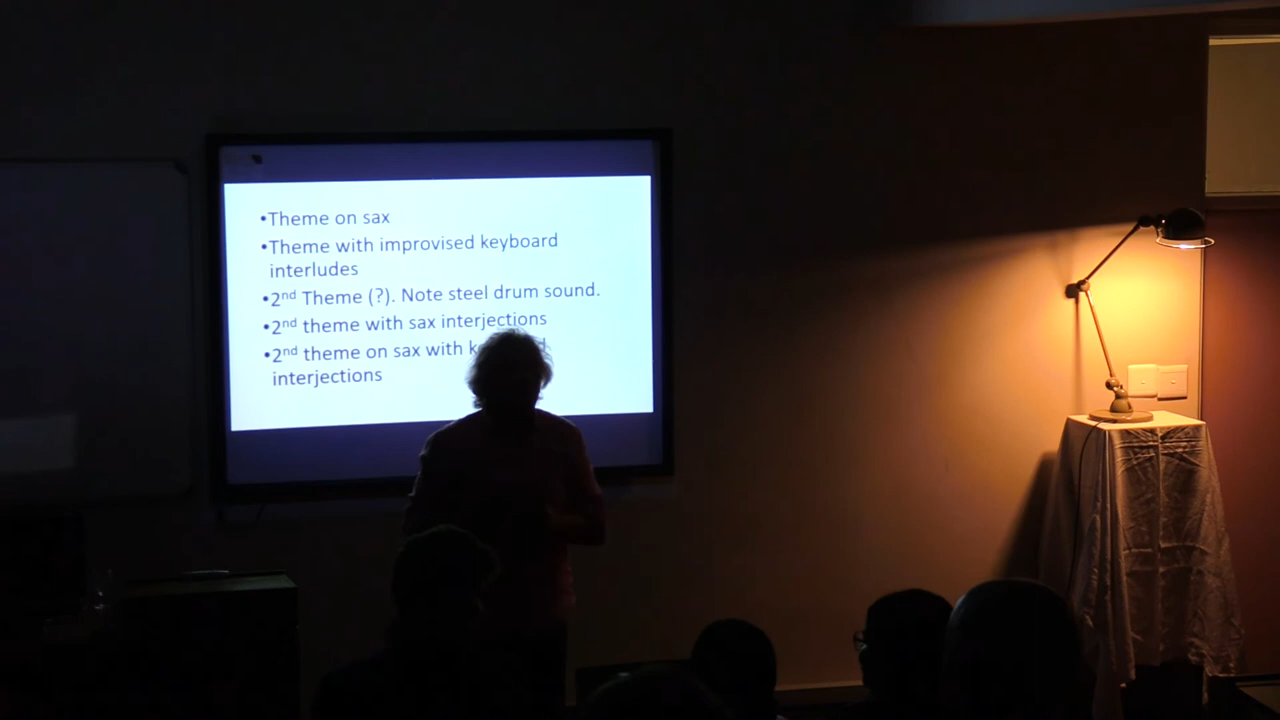 •Theme on sax
•Theme with improvised keyboard
interludes
•2nd Theme (?). Note steel drum sound.
•2nd theme with sax interjections
•2nd theme on sax with
interjections